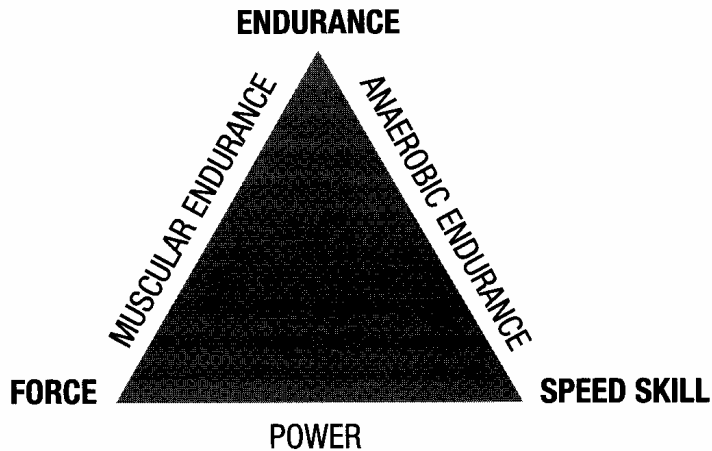 ENDURANCE
MUSCULAR ENDURANCE
ANAEROBIC ENDURANCE
FORCE
SPEED SKILL
POWER